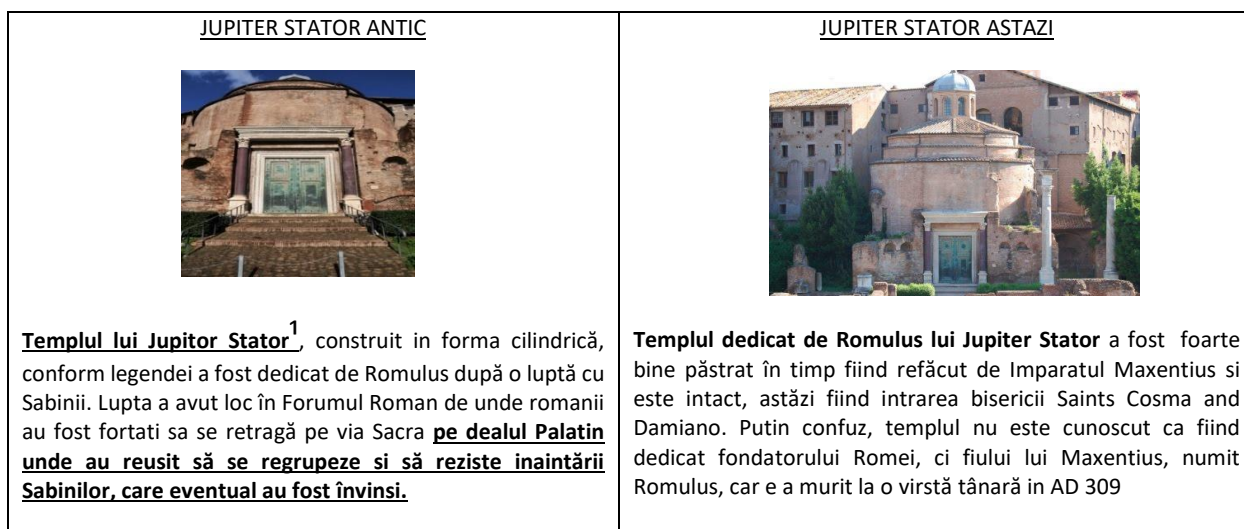 JUPITER STATOR ANTIC
Templul lui Jupitor Stator1, construit in forma cilindrică,
conform legendei a fost dedicat de Romulus după o luptă cu
Sabinii. Lupta a avut loc în Forumul Roman de unde romanii
au fost fortati sa se retragă pe via Sacra pe dealul Palatin
unde au reusit să se regrupeze si să reziste inaintării
Sabinilor, care eventual au fost învinsi.
JUPITER STATOR ASTAZI
Templul dedicat de Romulus lui Jupiter Stator a fost foarte
bine păstrat în timp fiind refăcut de Imparatul Maxentius si
este intact, astăzi fiind intrarea bisericii Saints Cosma and
Damiano. Putin confuz, templul nu este cunoscut ca fiind
dedicat fondatorului Romei, ci fiului lui Maxentius, numit
Romulus, car e a murit la o virstă tânară in AD 309